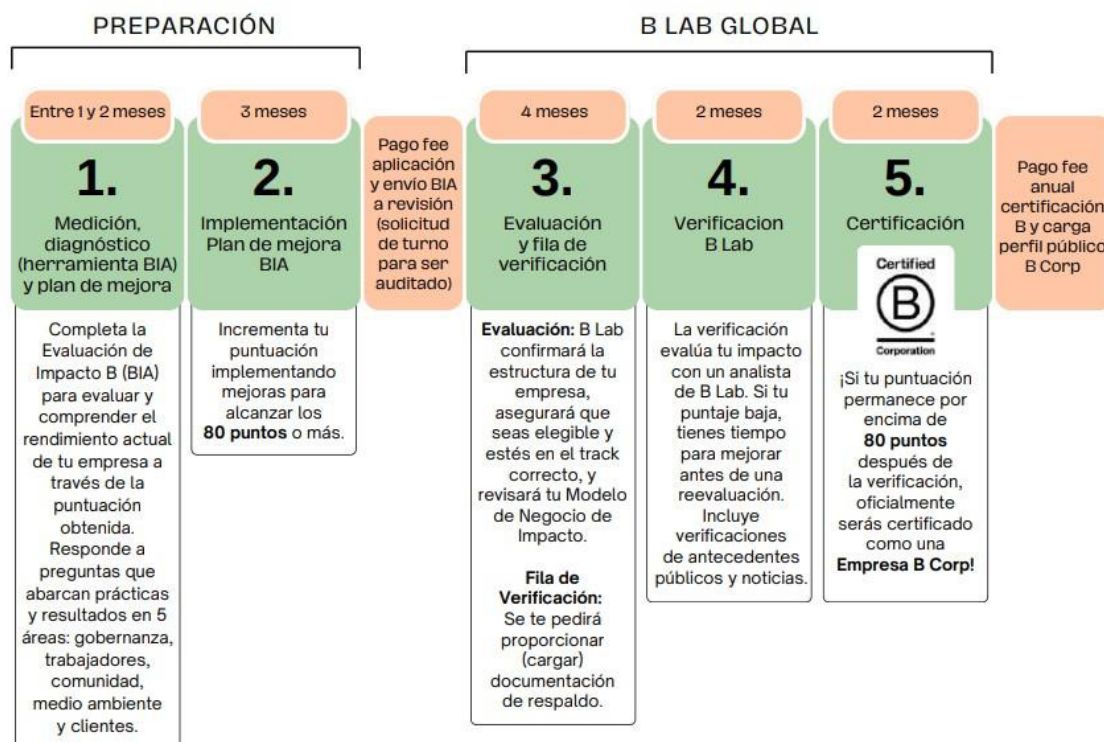 PREPARACIÓN
B LAB GLOBAL
Entre 1 y 2 meses
1.
Medición,
diagnóstico
(herramienta BIA)
y plan de mejora
Completa la
Evaluación de
Impacto B (BIA)
para evaluar y
comprender el
rendimiento actual
de tu empresa a
través de la
puntuación
obtenida.
Responde a
preguntas que
abarcan prácticas
y resultados en 5
áreas: gobernanza,
trabajadores,
comunidad,
medio ambiente
y clientes.
3 meses
2.
Implementación
Plan de mejora
BIA
Incrementa tu
puntuación
implementando
mejoras para
alcanzar los
80 puntos o más.
Pago fee
aplicación
y envío BIA
a revisión
(solicitud
de turno
para ser
auditado)
4 meses
3.
Evaluación
y fila de
verificación
Evaluación: B Lab
confirmará la
estructura de tu
empresa,
asegurará que
seas elegible y
estés en el track
correcto, y
revisará tu Modelo
de Negocio de
Impacto.
Fila de
Verificación:
Se te pedirá
proporcionar
(cargar)
documentación
de respaldo.
2 meses
4.
Verificacion
B Lab
La verificación
evalúa tu impacto
con un analista
de B Lab. Si tu
puntaje baja,
tienes tiempo
para mejorar
antes de una
reevaluación.
Incluye
verificaciones
de antecedentes
públicos y noticias.
2 meses
5.
Certificación
Certified
B
Corporation
¡Si tu puntuación
permanece por
encima de
80 puntos
después de
la verificación,
oficialmente
serás certificado
como una
Empresa B Corp!
Pago fee
anual
certificación
B y carga
perfil público
B Corp